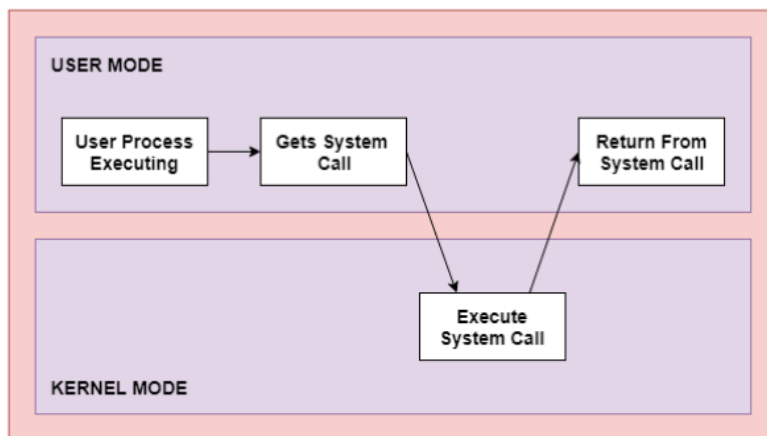 USER MODE
User Process
Executing
Gets System
Call
Return From
System Call
Execute
System Call
KERNEL MODE